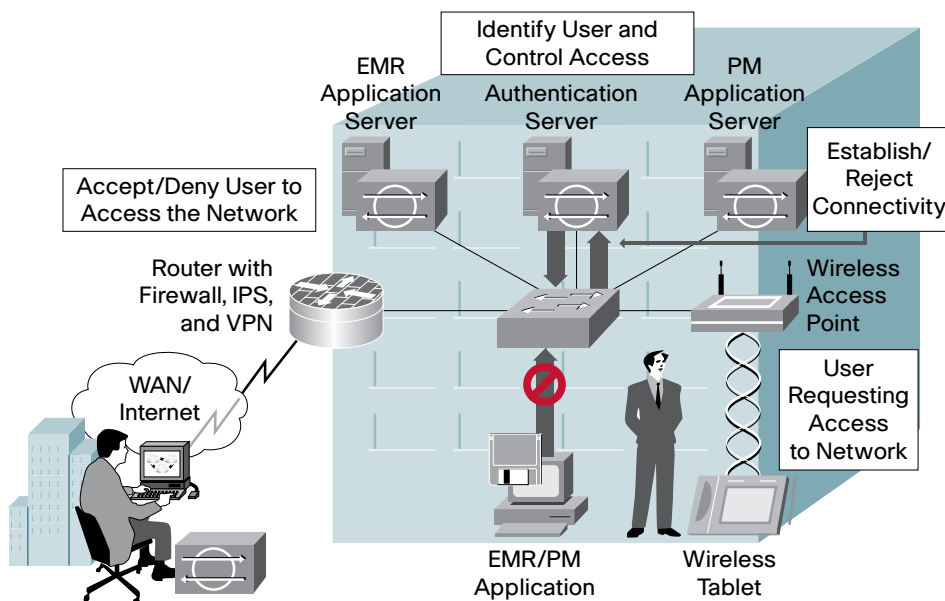 Identify User and
Control Access
EMR
Application
Server
Authentication
Server
PM
Application
Server
Accept/Deny User to
Access the Network
Establish/
Reject
Connectivity
Router with
Firewall, IPS,
and VPN
Wireless
Access
Point
WAN/
Internet
User
Requesting
Access
to Network
EMR/PM
Application
Wireless
Tablet